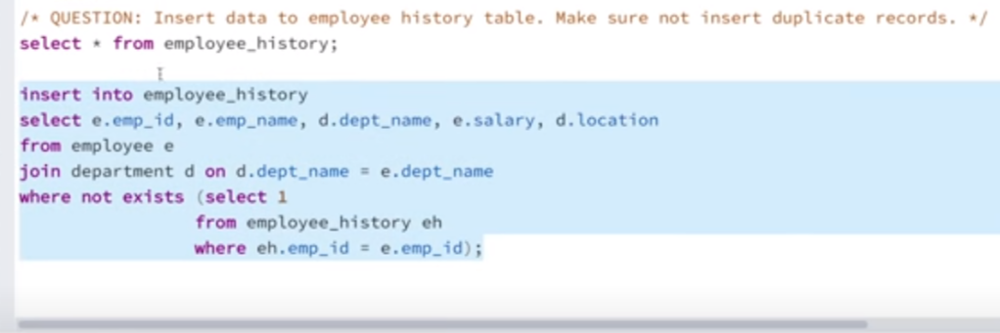 /* QUESTION: Insert data to employee history table. Make sure not insert duplicate records. */
select * from employee_history;
insert into employee_history
select e.emp_id, e.emp_name, d.dept_name, e.salary, d.location
from employee e
join department d on d.dept_name = e.dept_name
where not exists (select 1
from employee_history eh
where eh.emp_id = e.emp_id);